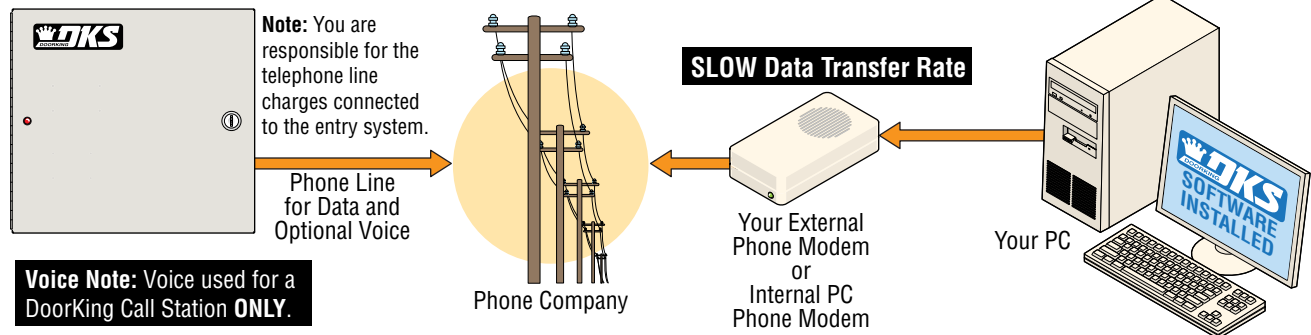 DKS
DOORKING
Note: You are
responsible for the
telephone line
charges connected
to the entry system.
Phone Line
for Data and
Optional Voice
Voice Note: Voice used for a
DoorKing Call Station ONLY.
Phone Company
SLOW Data Transfer Rate
Your External
Phone Modem
or
Internal PC
Phone Modem
Your PC
DKS
DOORKING
SOFTWARE
INSTALLED